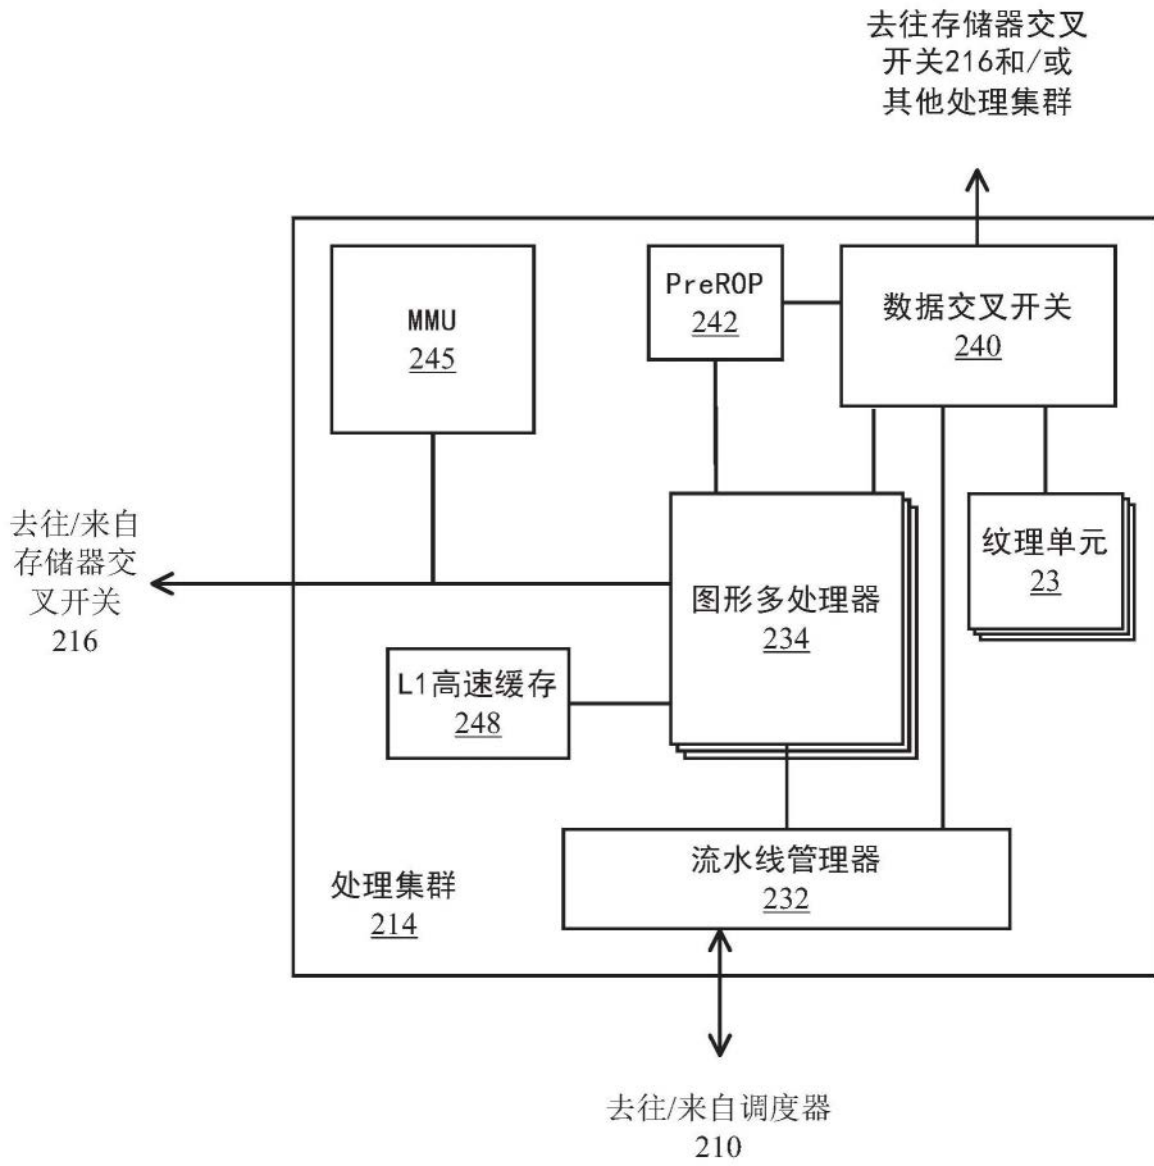 去往存储器交叉
开关216和/或
其他处理集群
MMU
245
PreROP
242
数据交叉开关
240
去往/来自
存储器交
叉开关
216
图形多处理器
234
纹理单元
23
L1高速缓存
248
流水线管理器
232
处理集群
214
去往/来自调度器
210